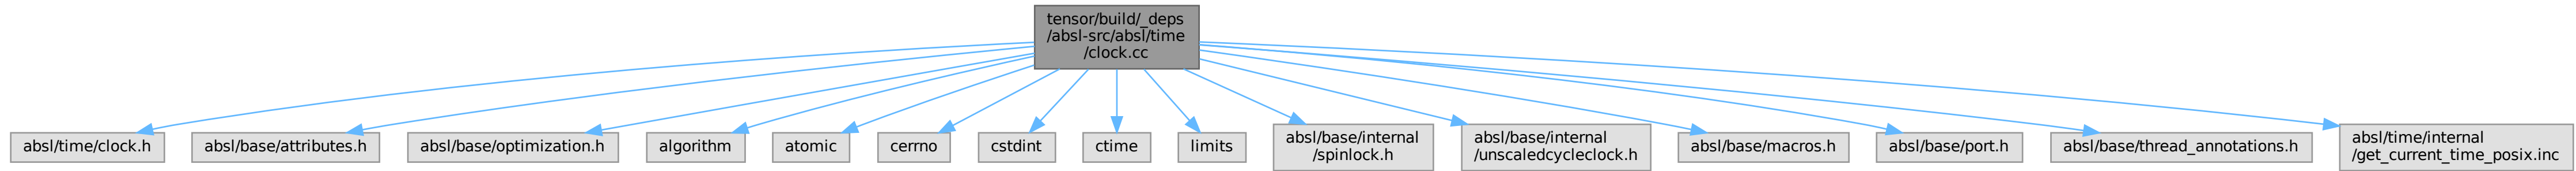 tensor/build/_deps
/absl-src/absl/time
/clock.cc
absl/time/clock.h
absl/base/attributes.h
absl/base/optimization.h
algorithm
atomic
cerrno
cstdint
ctime
limits
absl/base/internal
/spinlock.h
absl/base/internal
/unscaledcycleclock.h
absl/base/macros.h
absl/base/port.h
absl/base/thread_annotations.h
absl/time/internal
/get_current_time_posix.inc